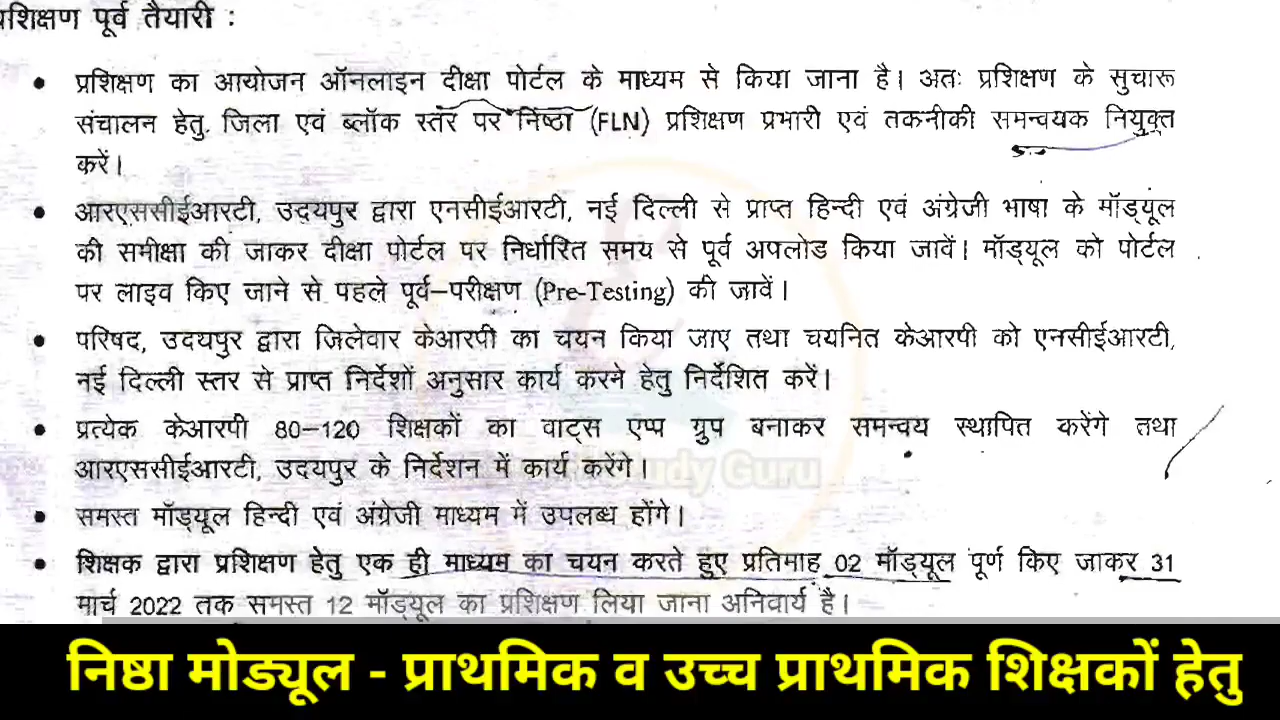 प्रशिक्षण पूर्व तैयारी :
• प्रशिक्षण का आयोजन ऑनलाइन दीक्षा पोर्टल के माध्यम से किया जाना है। अतः प्रशिक्षण के सुचारू
संचालन हेतु जिला एवं ब्लॉक स्तर पर निष्ठा (FLN) प्रशिक्षण प्रभारी एवं तकनीकी समन्वयक नियुक्त
करें।
• आरएससीईआरटी, उदयपुर द्वारा एनसीईआरटी, नई दिल्ली से प्राप्त हिन्दी एवं अंग्रेजी भाषा के मॉड्यूल
की समीक्षा की जाकर दीक्षा पोर्टल पर निर्धारित समय से पूर्व अपलोड किया जावें। मॉड्यूल को पोर्टल
पर लाइव किए जाने से पहले पूर्व–परीक्षण (Pre-Testing) की जावें।
• परिषद, उदयपुर द्वारा जिलेवार केआरपी का चयन किया जाए तथा चयनित केआरपी को एनसीईआरटी,
नई दिल्ली स्तर से प्राप्त निर्देशों अनुसार कार्य करने हेतु निर्देशित करें।
• प्रत्येक केआरपी 80–120 शिक्षकों का वाट्स एप्प ग्रुप बनाकर समन्वय स्थापित करेंगे तथा
आरएससीईआरटी, उदयपुर के निर्देशन में कार्य करेंगे।
Study Guru
• समस्त मॉड्यूल हिन्दी एवं अंग्रेजी माध्यम में उपलब्ध होंगे।
• शिक्षक द्वारा प्रशिक्षण हेतु एक ही माध्यम का चयन करते हुए प्रतिमाह 02 मॉड्यूल पूर्ण किए जाकर 31
मार्च 2022 तक समस्त 12 मॉड्यूल का प्रशिक्षण लिया जाना अनिवार्य है।
निष्ठा मोड्यूल - प्राथमिक व उच्च प्राथमिक शिक्षकों हेतु